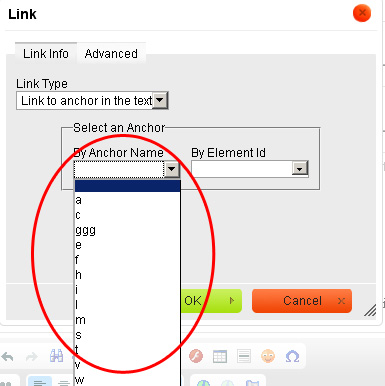 Link
Link Info
Advanced
Link Type
Link to anchor in the text
Select an Anchor
By Anchor Name
By Element Id
a
c
ggg
e
f
h
i
l
m
s
t
v
w
OK
Cancel